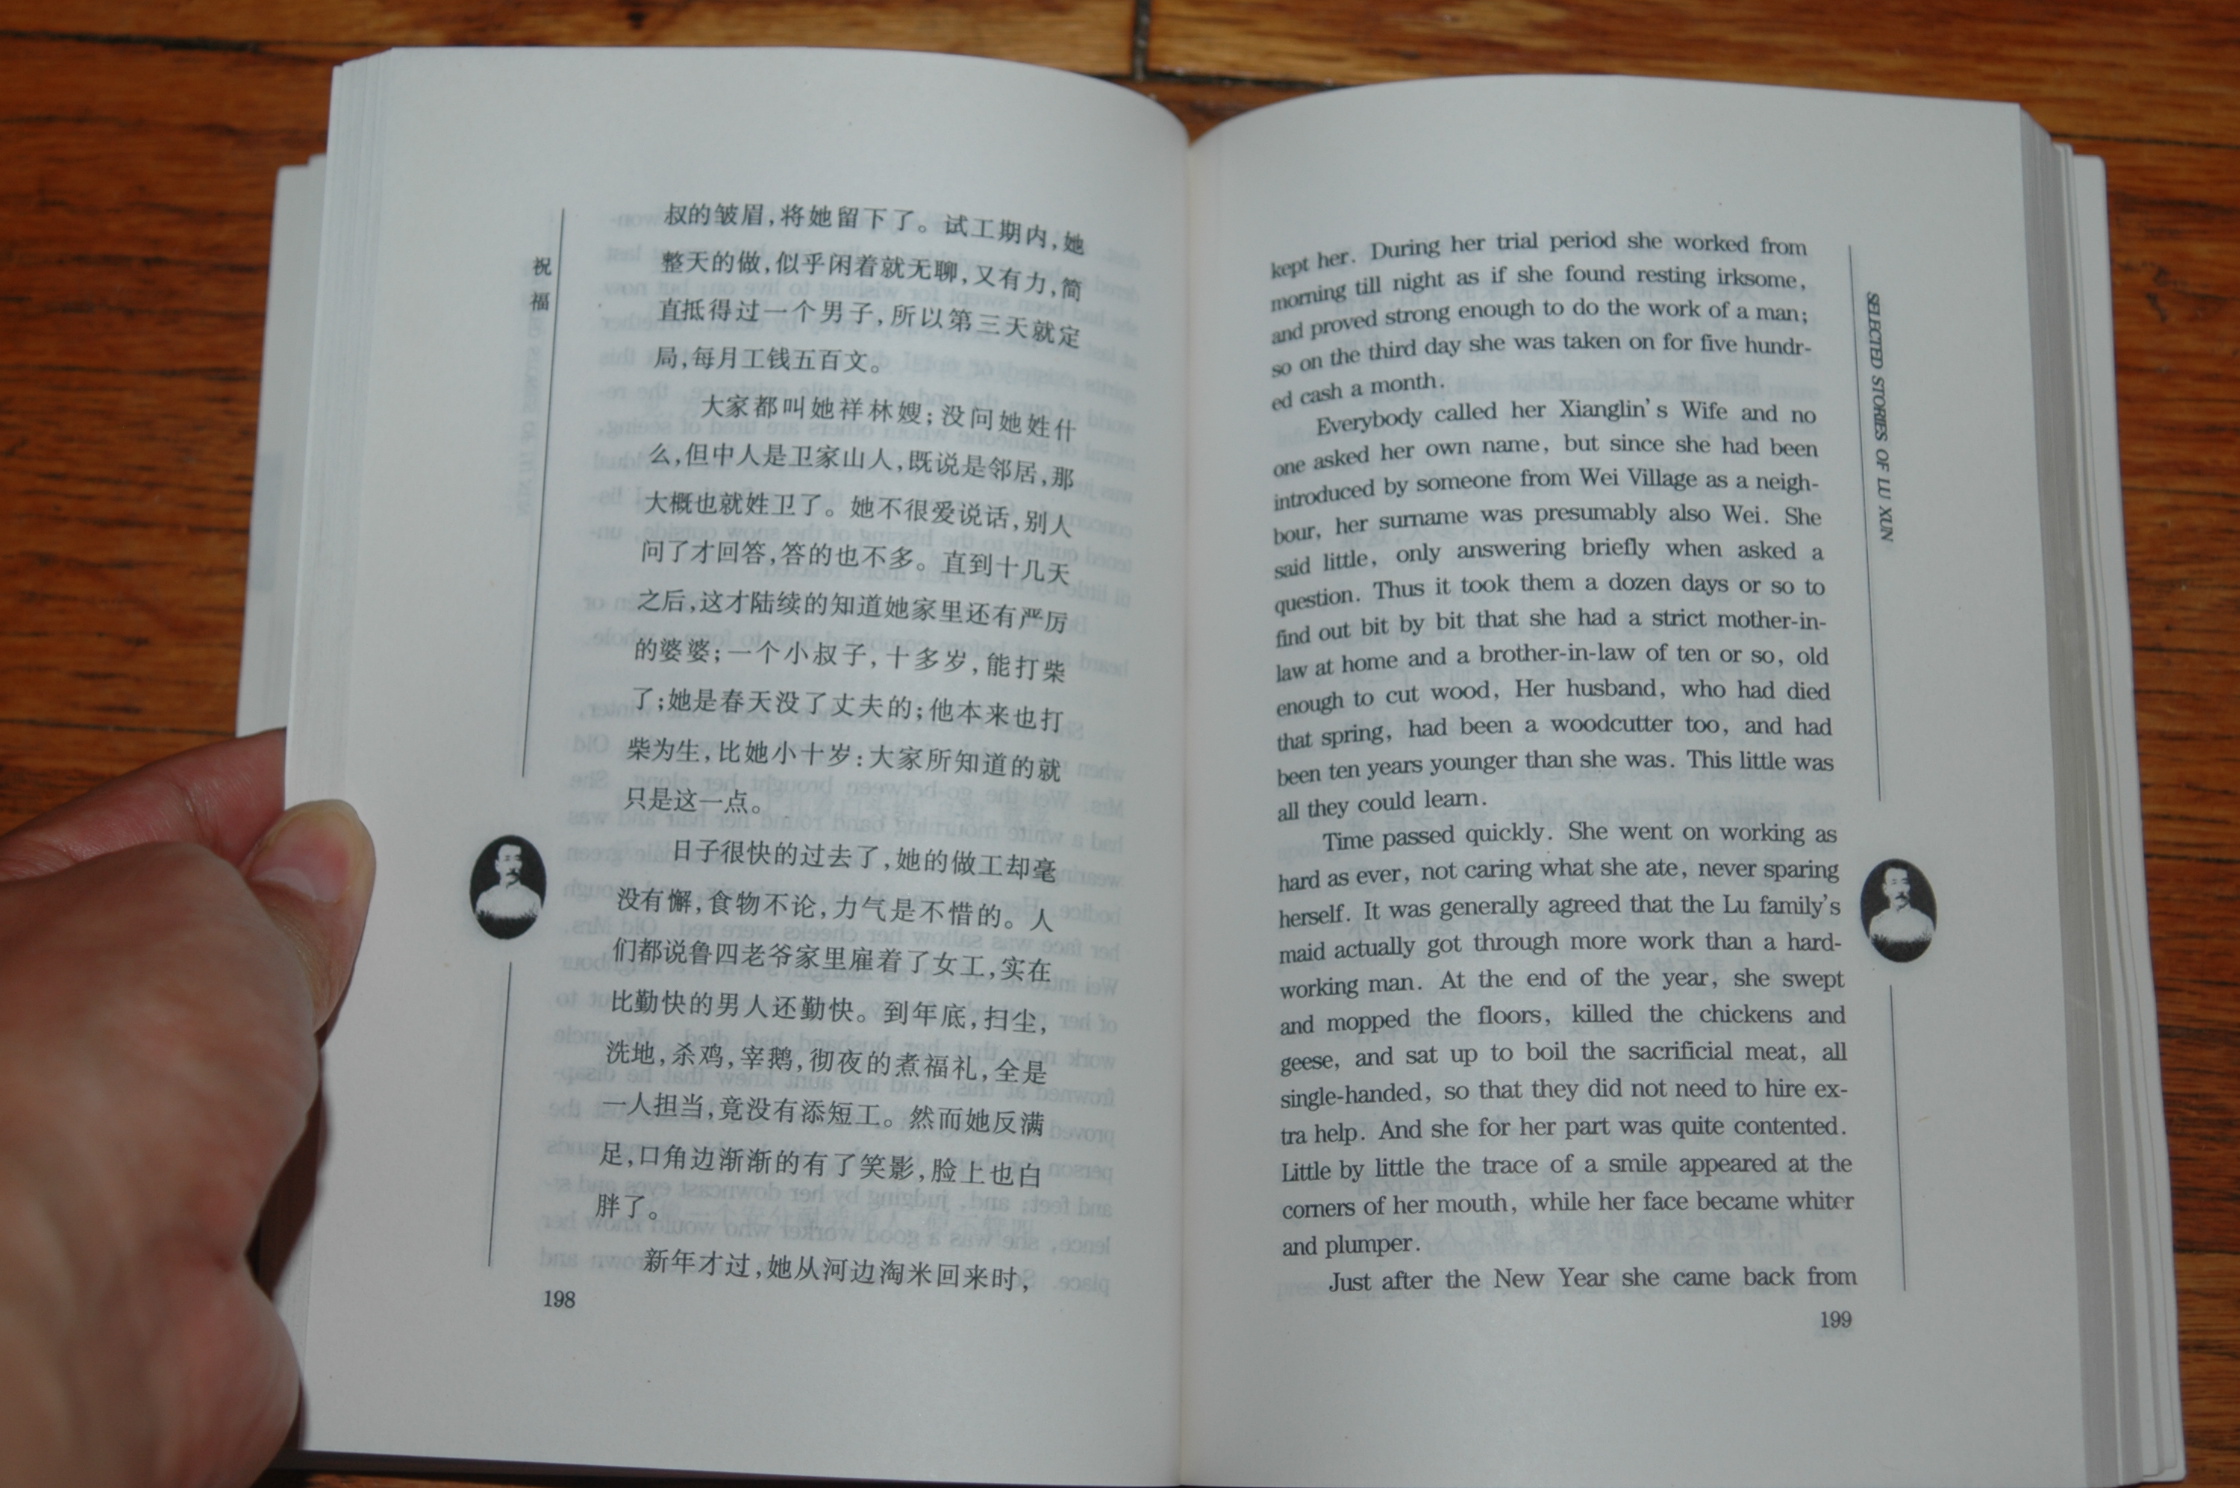 祝
福
叔的皱眉,将她留下了。试工期内,她
整天的做,似乎闲着就无聊,又有力,简
直抵得过一个男子,所以第三天就定
局,每月工钱五百文。
大家都叫她祥林嫂;没问她姓什
么,但中人是卫家山人,既说是邻居,那
大概也就姓卫了。她不很爱说话,别人
问了才回答,答的也不多。直到十几天
之后,这才陆续的知道她家里还有严厉
的婆婆;一个小叔子,十多岁,能打柴
了;她是春天没了丈夫的;他本来也打
柴为生,比她小十岁:大家所知道的就
只是这一点。
日子很快的过去了,她的做工却毫
没有懈,食物不论,力气是不惜的。人
们都说鲁四老爷家里雇着了女工,实在
比勤快的男人还勤快。到年底,扫尘,
洗地,杀鸡,宰鹅,彻夜的煮福礼,全是
一人担当,竟没有添短工。然而她反满
足,口角边渐渐的有了笑影,脸上也白
胖了。
新年才过,她从河边淘米回来时,
198
SELECTED STORIES OF LU XUN
kept her. During her trial period she worked from
morning till night as if she found resting irksome,
and proved strong enough to do the work of a man;
so on the third day she was taken on for five hundr-
ed cash a month.
Everybody called her Xianglin's Wife and no
one asked her own name, but since she had been
introduced by someone from Wei Village as a neigh-
bour, her surname was presumably also Wei. She
said little, only answering briefly when asked a
question. Thus it took them a dozen days or so to
find out bit by bit that she had a strict mother-in-
law at home and a brother-in-law of ten or so, old
enough to cut wood, Her husband, who had died
that spring, had been a woodcutter too, and had
been ten years younger than she was. This little was
all they could learn.
Time passed quickly. She went on working as
hard as ever, not caring what she ate, never sparing
herself. It was generally agreed that the Lu family's
maid actually got through more work than a hard-
working man. At the end of the year, she swept
and mopped the floors, killed the chickens and
geese, and sat up to boil the sacrificial meat, all
single-handed, so that they did not need to hire ex-
tra help. And she for her part was quite contented.
Little by little the trace of a smile appeared at the
corners of her mouth, while her face became whiter
and plumper.
Just after the New Year she came back from
199